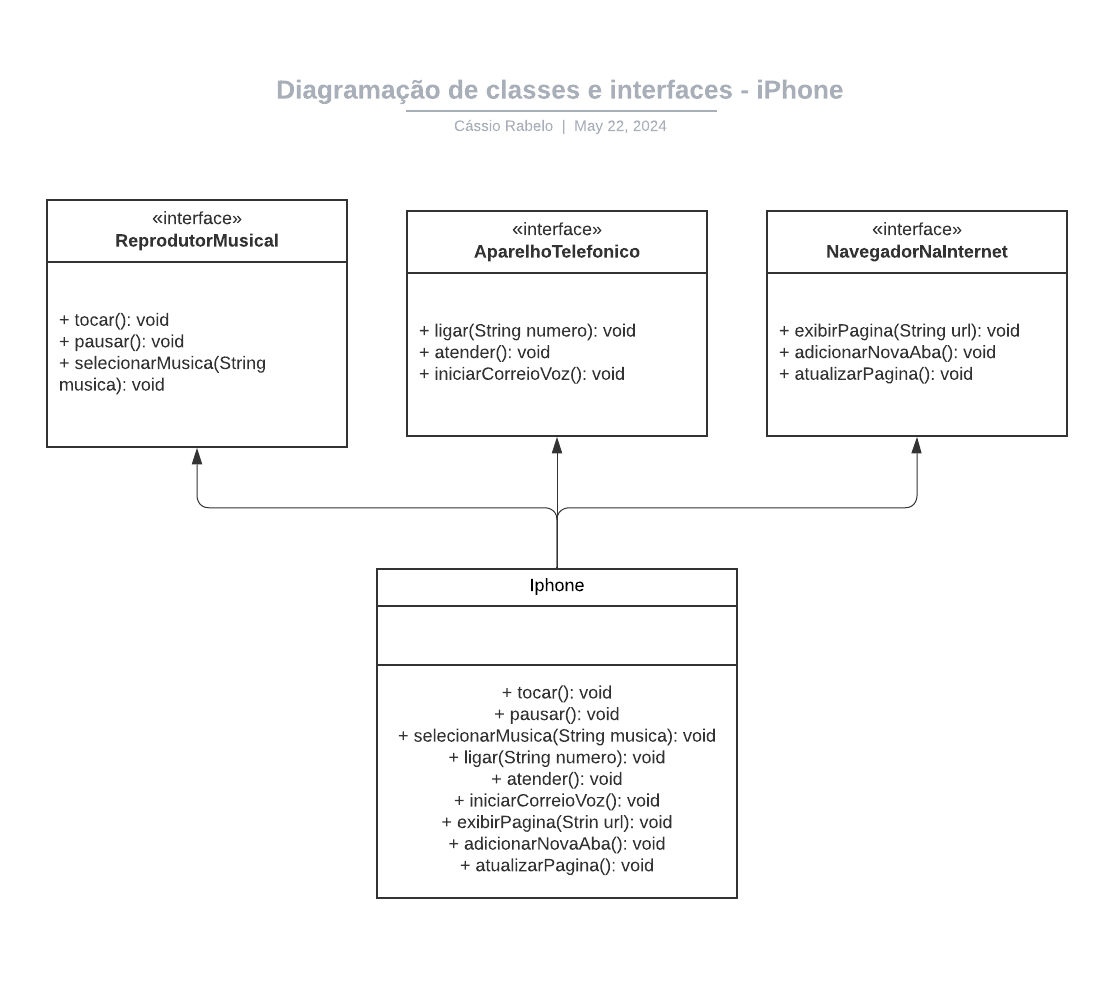 Diagramação de classes e interfaces - iPhone
Cássio Rabelo | May 22, 2024
«interface»
ReprodutorMusical
+ tocar(): void
+ pausar(): void
+ selecionarMusica(String
musica): void
«interface»
AparelhoTelefonico
+ ligar(String numero): void
+ atender(): void
+ iniciarCorreioVoz(): void
«interface»
NavegadorNaInternet
+ exibirPagina(String url): void
+ adicionarNovaAba(): void
+ atualizarPagina(): void
Iphone
+ tocar(): void
+ pausar(): void
+ selecionarMusica(String musica): void
+ ligar(String numero): void
+ atender(): void
+ iniciarCorreioVoz(): void
+ exibirPagina(Strin url): void
+ adicionarNovaAba(): void
+ atualizarPagina(): void